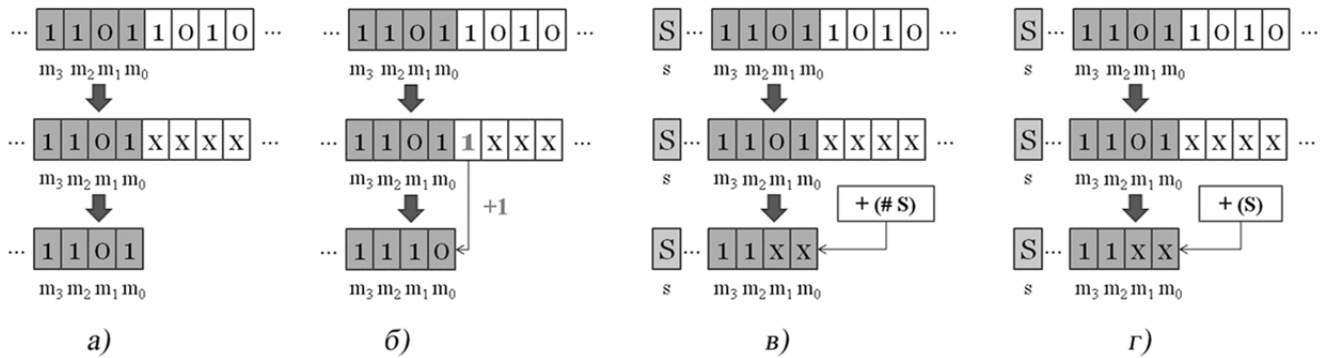 ... 1 1 0 1 1 0 1 0 ...
m3 m2 m1 m0
... 1 1 0 1 x x x x ...
m3 m2 m1 m0
... 1 1 0 1
m3 m2 m1 m0
а)
... 1 1 0 1 1 0 1 0 ...
m3 m2 m1 m0
... 1 1 0 1 1 x x x ...
m3 m2 m1 m0
+1
... 1 1 1 0
m3 m2 m1 m0
б)
S ... 1 1 0 1 1 0 1 0 ...
s m3 m2 m1 m0
S ... 1 1 0 1 x x x x ...
s m3 m2 m1 m0
+ (# S)
S ... 1 1 x x
s m3 m2 m1 m0
в)
S ... 1 1 0 1 1 0 1 0 ...
s m3 m2 m1 m0
S ... 1 1 0 1 x x x x ...
s m3 m2 m1 m0
+ (S)
S ... 1 1 x x
s m3 m2 m1 m0
г)